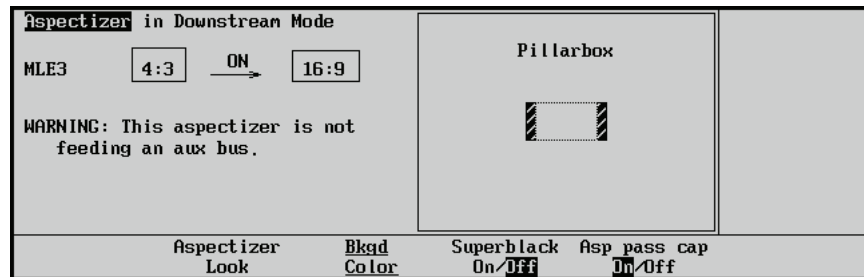 Aspectizer in Downstream Mode
MLE3 4:3 ON 16:9
WARNING: This aspectizer is not
feeding an aux bus.
Pillarbox
Aspectizer Look
Bkgd Color
Superblack On/Off
Asp pass cap On/Off